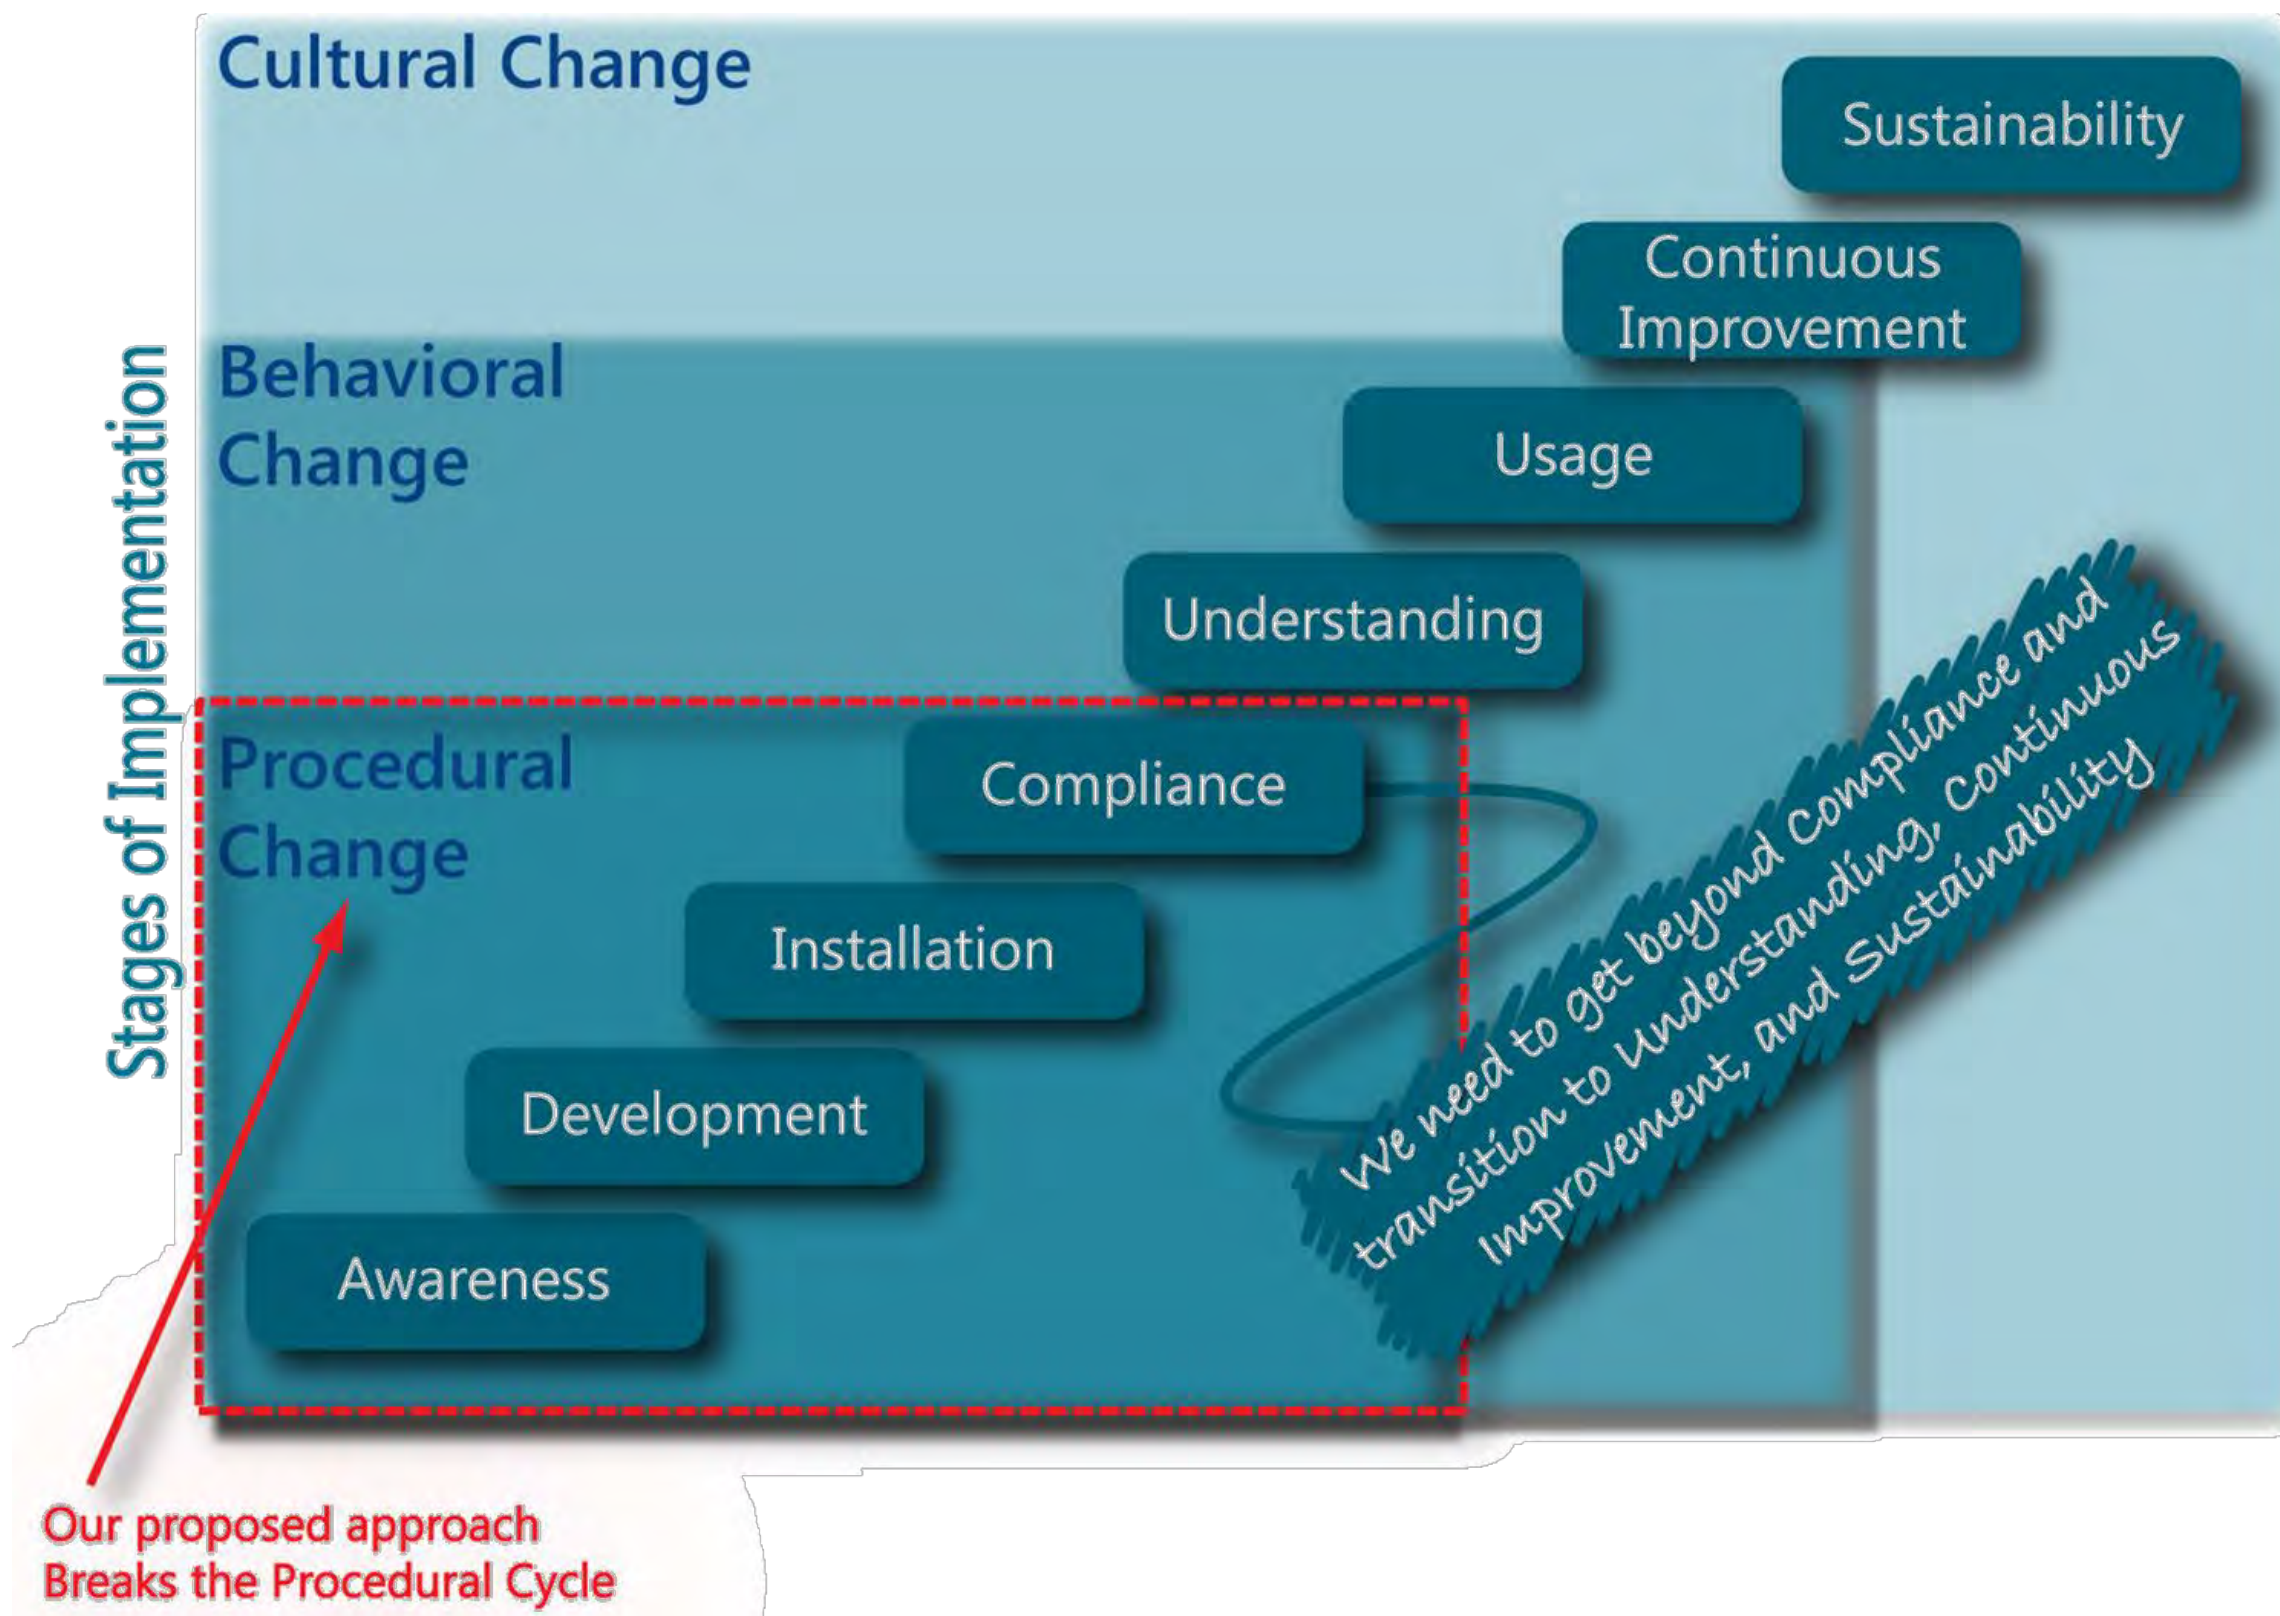 Cultural Change
Sustainability
Continuous
Improvement
Behavioral
Change
Usage
Understanding
Stages of Implementation
Procedural
Change
Compliance
Installation
Development
Awareness
We need to get beyond Compliance and
transition to Understanding, Continuous
Improvement, and Sustainability
Our proposed approach
Breaks the Procedural Cycle